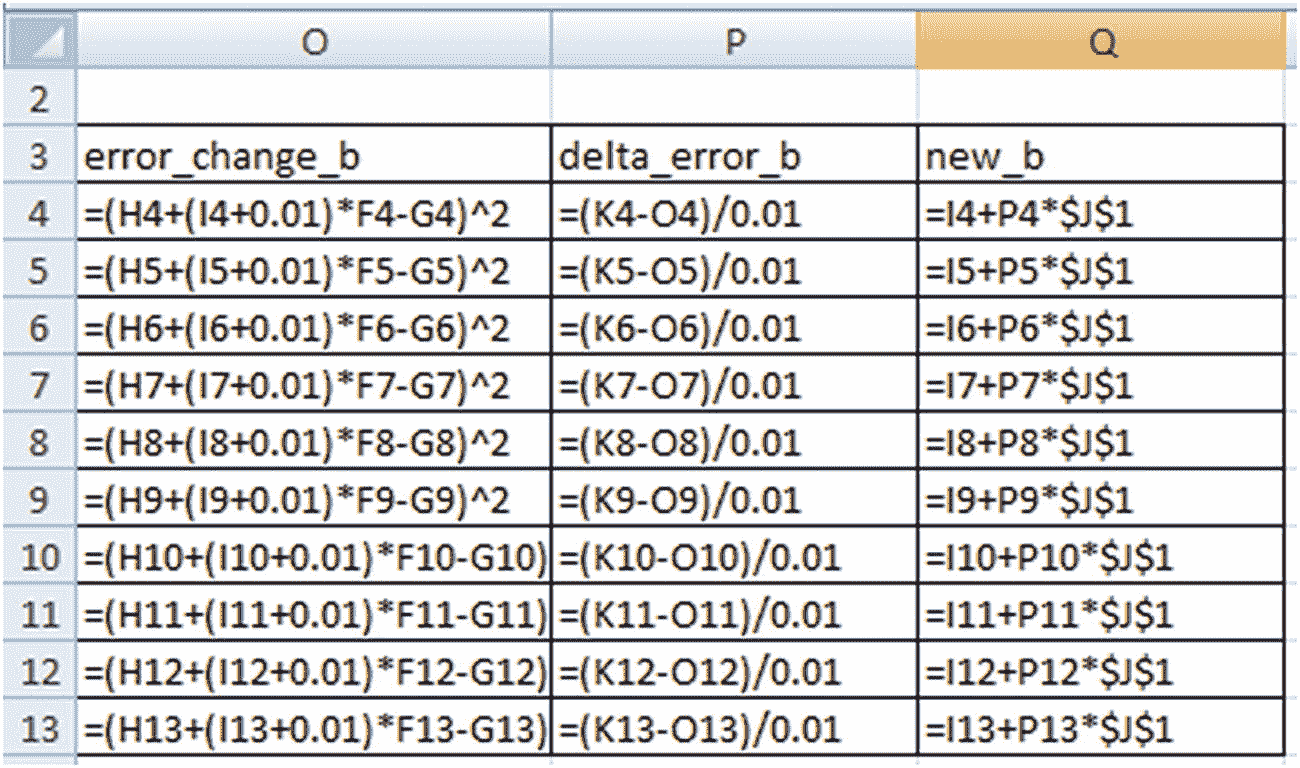 O P Q
2
3 error_change_b delta_error_b new_b
4 =(H4+(I4+0.01)*F4-G4)^2 =(K4-O4)/0.01 =I4+P4*$J$1
5 =(H5+(I5+0.01)*F5-G5)^2 =(K5-O5)/0.01 =I5+P5*$J$1
6 =(H6+(I6+0.01)*F6-G6)^2 =(K6-O6)/0.01 =I6+P6*$J$1
7 =(H7+(I7+0.01)*F7-G7)^2 =(K7-O7)/0.01 =I7+P7*$J$1
8 =(H8+(I8+0.01)*F8-G8)^2 =(K8-O8)/0.01 =I8+P8*$J$1
9 =(H9+(I9+0.01)*F9-G9)^2 =(K9-O9)/0.01 =I9+P9*$J$1
10 =(H10+(I10+0.01)*F10-G10) =(K10-O10)/0.01 =I10+P10*$J$1
11 =(H11+(I11+0.01)*F11-G11) =(K11-O11)/0.01 =I11+P11*$J$1
12 =(H12+(I12+0.01)*F12-G12) =(K12-O12)/0.01 =I12+P12*$J$1
13 =(H13+(I13+0.01)*F13-G13) =(K13-O13)/0.01 =I13+P13*$J$1